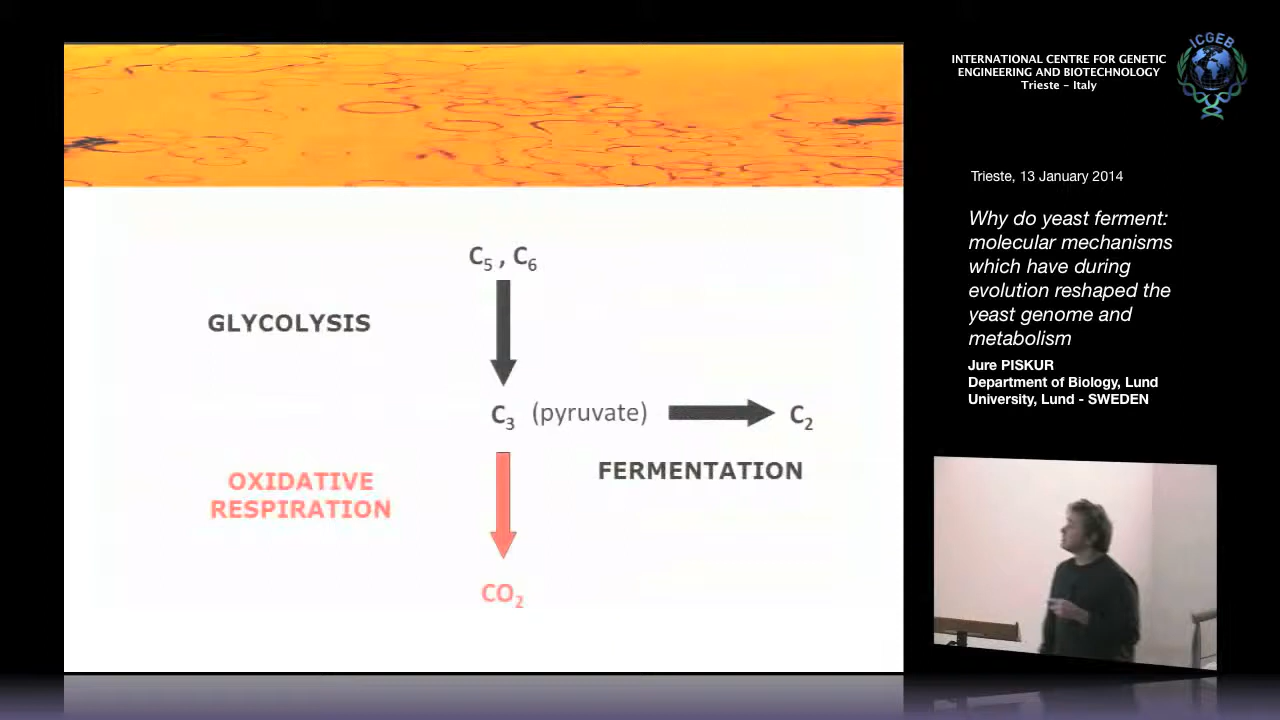 C5 , C6
GLYCOLYSIS
C3 (pyruvate) C2
FERMENTATION
OXIDATIVE
RESPIRATION
CO2
INTERNATIONAL CENTRE FOR GENETIC
ENGINEERING AND BIOTECHNOLOGY
Trieste - Italy
ICGEB
Trieste, 13 January 2014
Why do yeast ferment:
molecular mechanisms
which have during
evolution reshaped the
yeast genome and
metabolism
Jure PISKUR
Department of Biology, Lund
University, Lund - SWEDEN